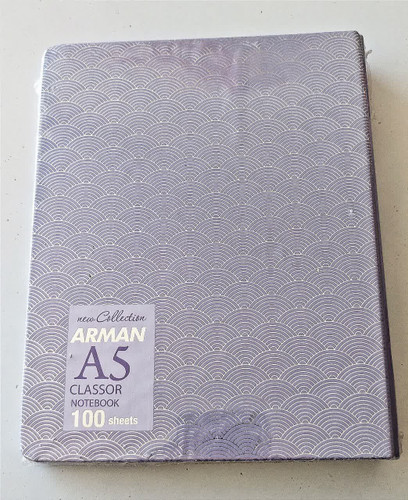 new Collection
ARMAN
A5
CLASSOR
NOTEBOOK
100 sheets